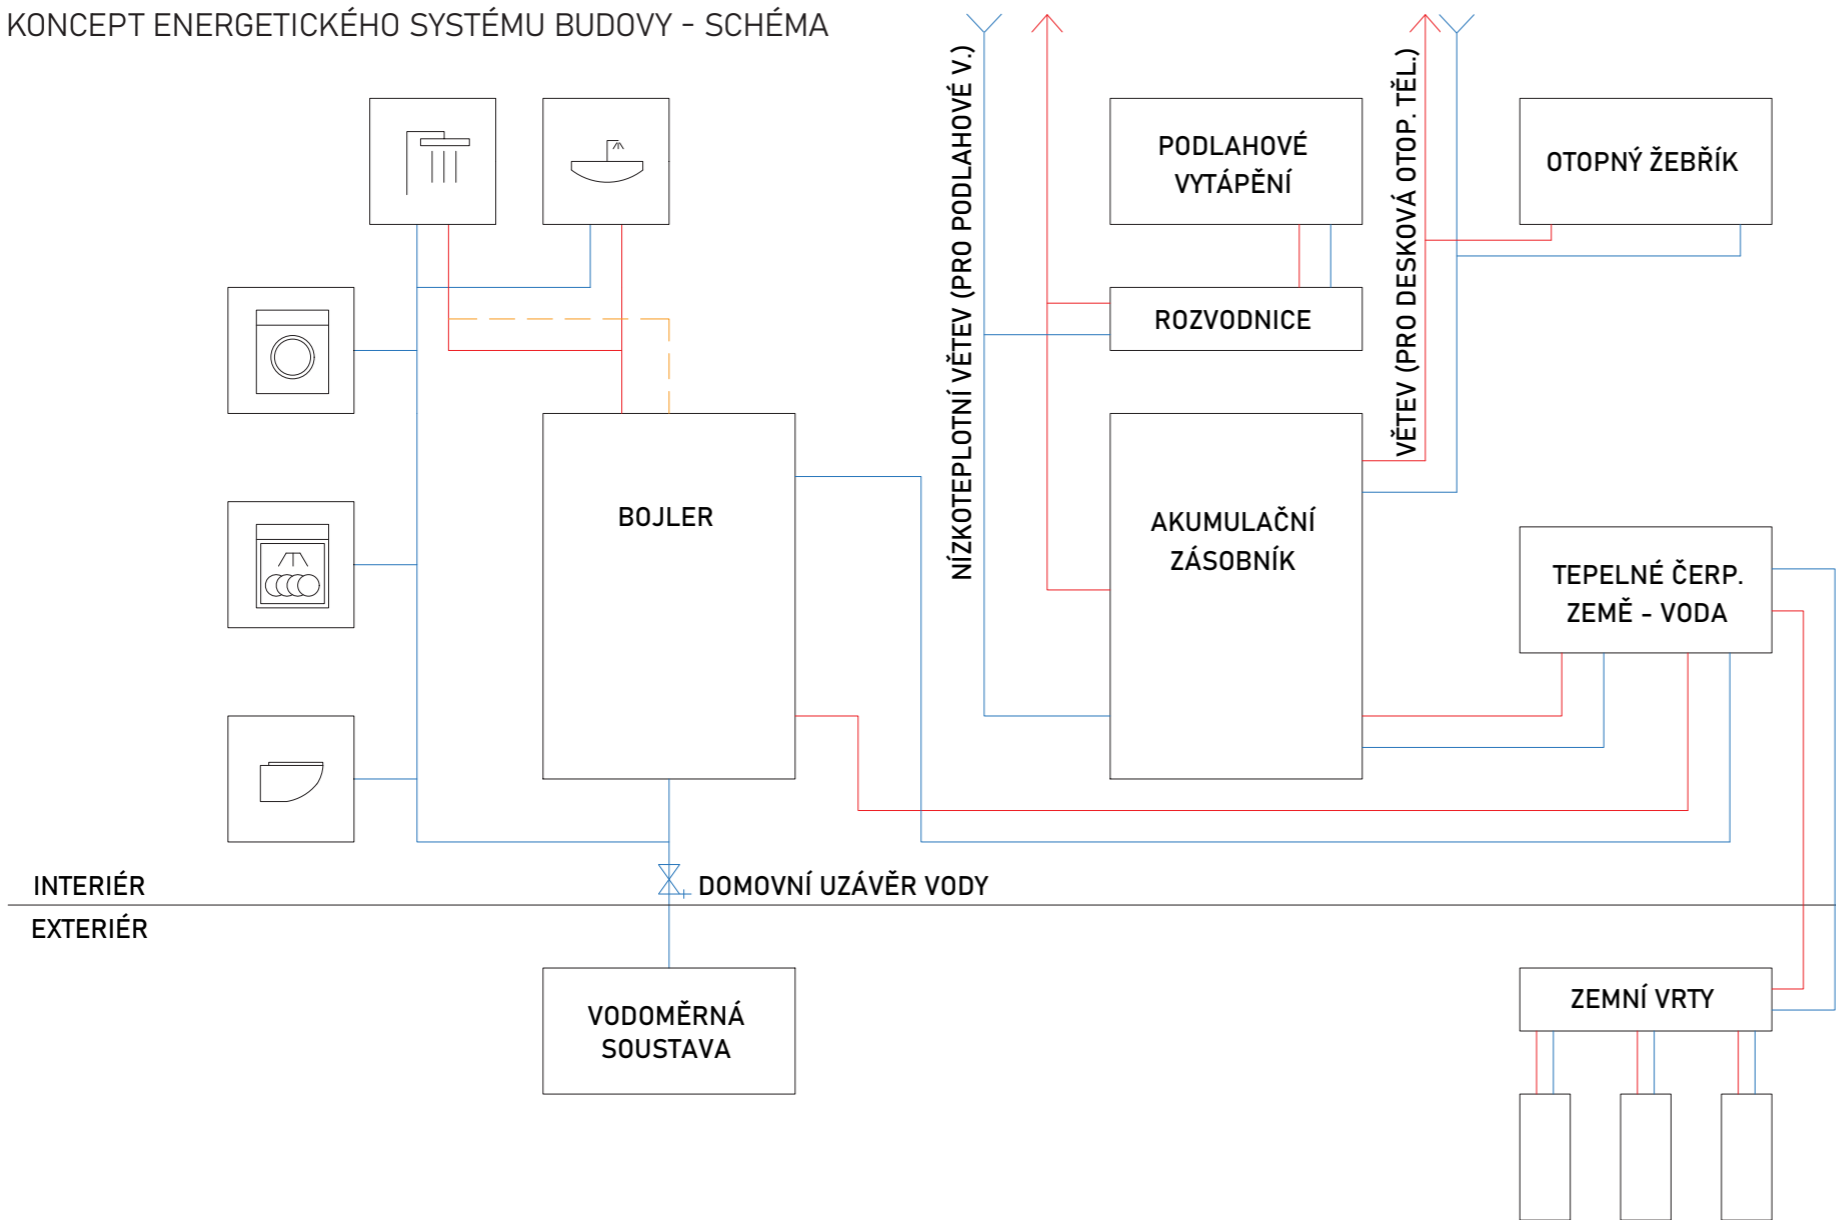 KONCEPT ENERGETICKÉHO SYSTÉMU BUDOVY - SCHÉMA
NÍZKOTEPLOTNÍ VĚTEV (PRO PODLAHOVÉ V.)
PODLAHOVÉ
VYTÁPĚNÍ
VĚTEV (PRO DESKOVÁ OTOP. TĚL.)
OTOPNÝ ŽEBŘÍK
ROZVODNICE
BOJLER
AKUMULAČNÍ
ZÁSOBNÍK
TEPELNÉ ČERP.
ZEMĚ - VODA
INTERIÉR
DOMOVNÍ UZÁVĚR VODY
EXTERIÉR
VODOMĚRNÁ
SOUSTAVA
ZEMNÍ VRTY